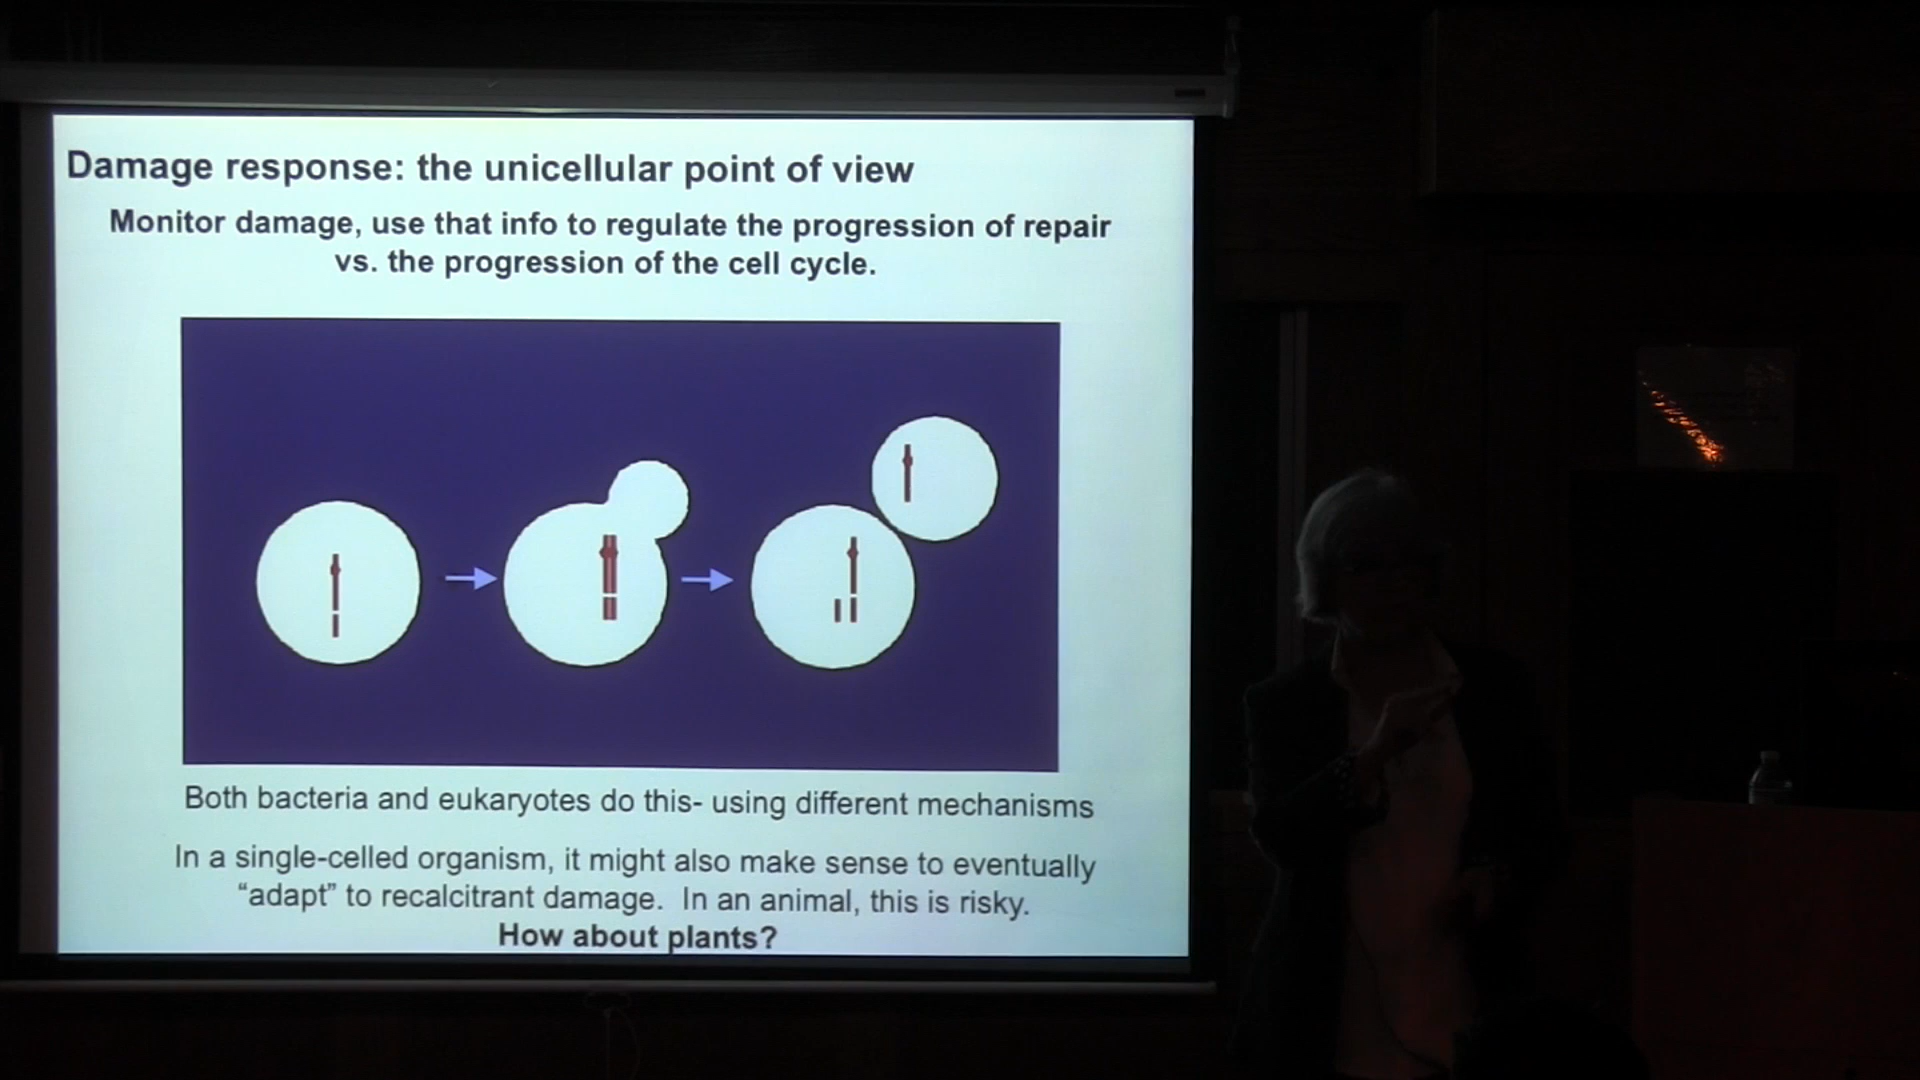 Damage response: the unicellular point of view
Monitor damage, use that info to regulate the progression of repair
vs. the progression of the cell cycle.
Both bacteria and eukaryotes do this- using different mechanisms
In a single-celled organism, it might also make sense to eventually
“adapt” to recalcitrant damage.  In an animal, this is risky.
How about plants?